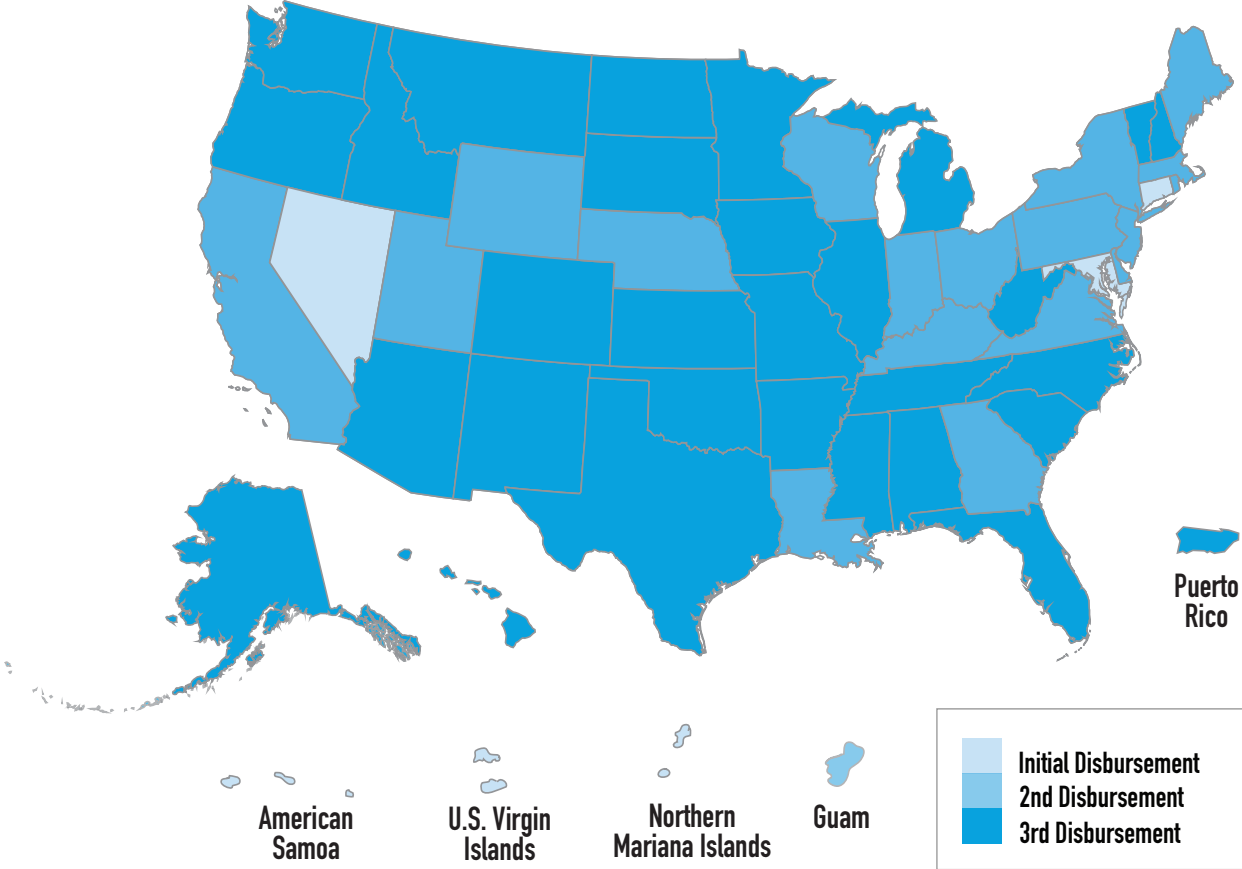 Puerto
Rico
American
Samoa
U.S. Virgin
Islands
Northern
Mariana Islands
Guam
Initial Disbursement
2nd Disbursement
3rd Disbursement